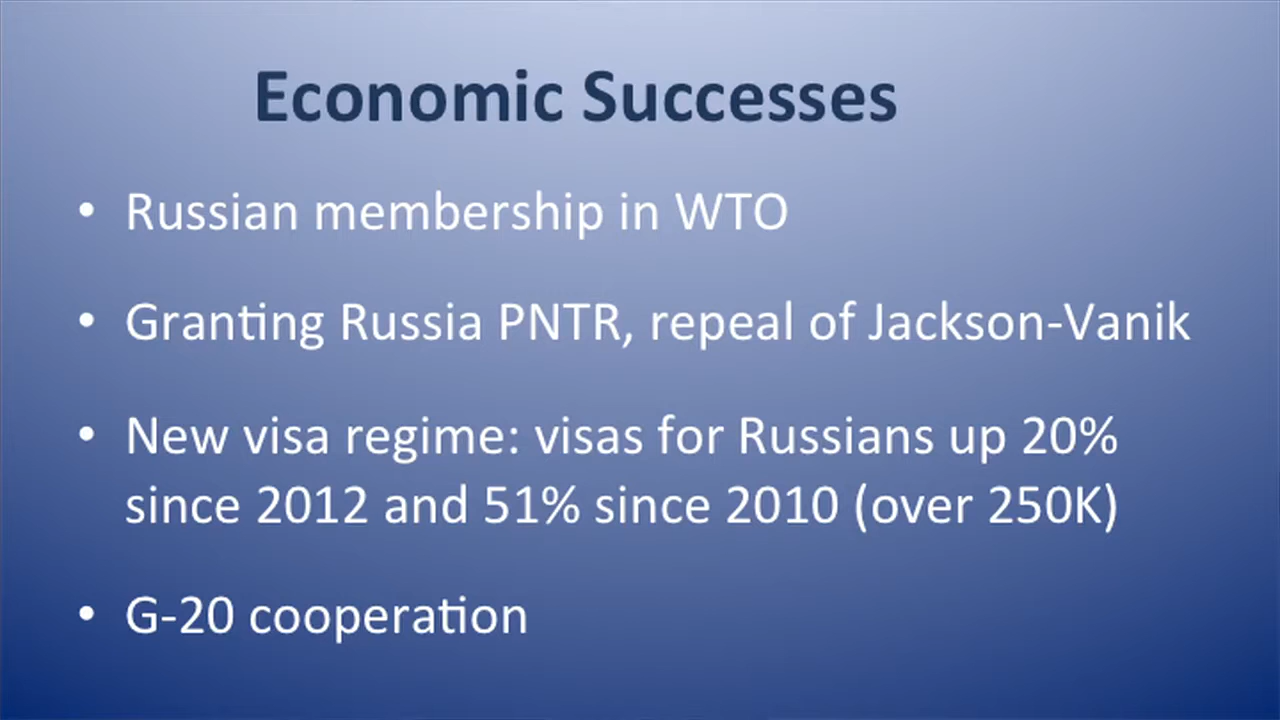 Economic Successes
• Russian membership in WTO
• Granting Russia PNTR, repeal of Jackson-Vanik
• New visa regime: visas for Russians up 20%
since 2012 and 51% since 2010 (over 250K)
• G-20 cooperation